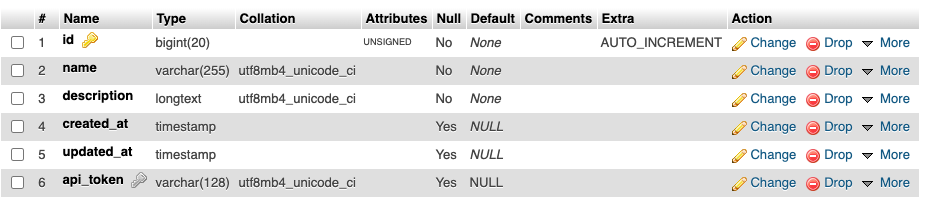 # Name Type Collation Attributes Null Default Comments Extra Action
1 id bigint(20) UNSIGNED No None AUTO_INCREMENT Change Drop More
2 name varchar(255) utf8mb4_unicode_ci No None Change Drop More
3 description longtext utf8mb4_unicode_ci No None Change Drop More
4 created_at timestamp Yes NULL Change Drop More
5 updated_at timestamp Yes NULL Change Drop More
6 api_token varchar(128) utf8mb4_unicode_ci Yes NULL Change Drop More